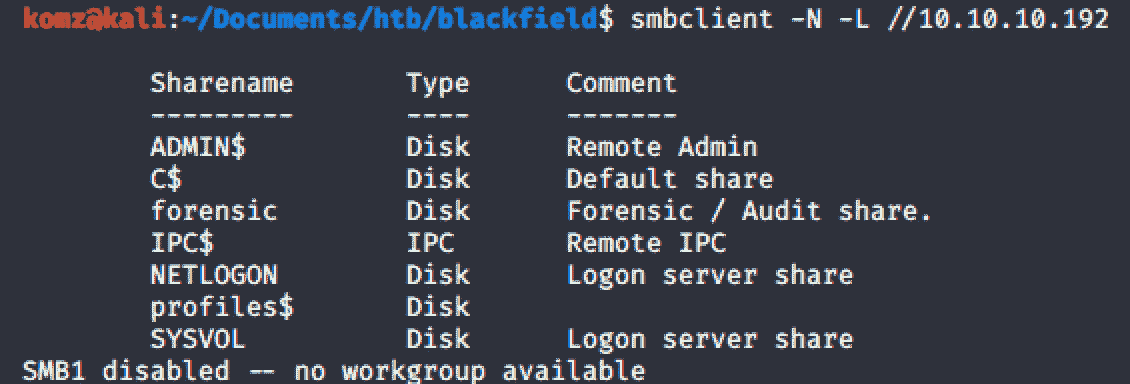 komz@kali:~/Documents/htb/blackfield$ smbclient -N -L //10.10.10.192
Sharename Type Comment
--------- ---- -------
ADMIN$ Disk Remote Admin
C$ Disk Default share
forensic Disk Forensic / Audit share.
IPC$ IPC Remote IPC
NETLOGON Disk Logon server share
profiles$ Disk
SYSVOL Disk Logon server share
SMB1 disabled -- no workgroup available